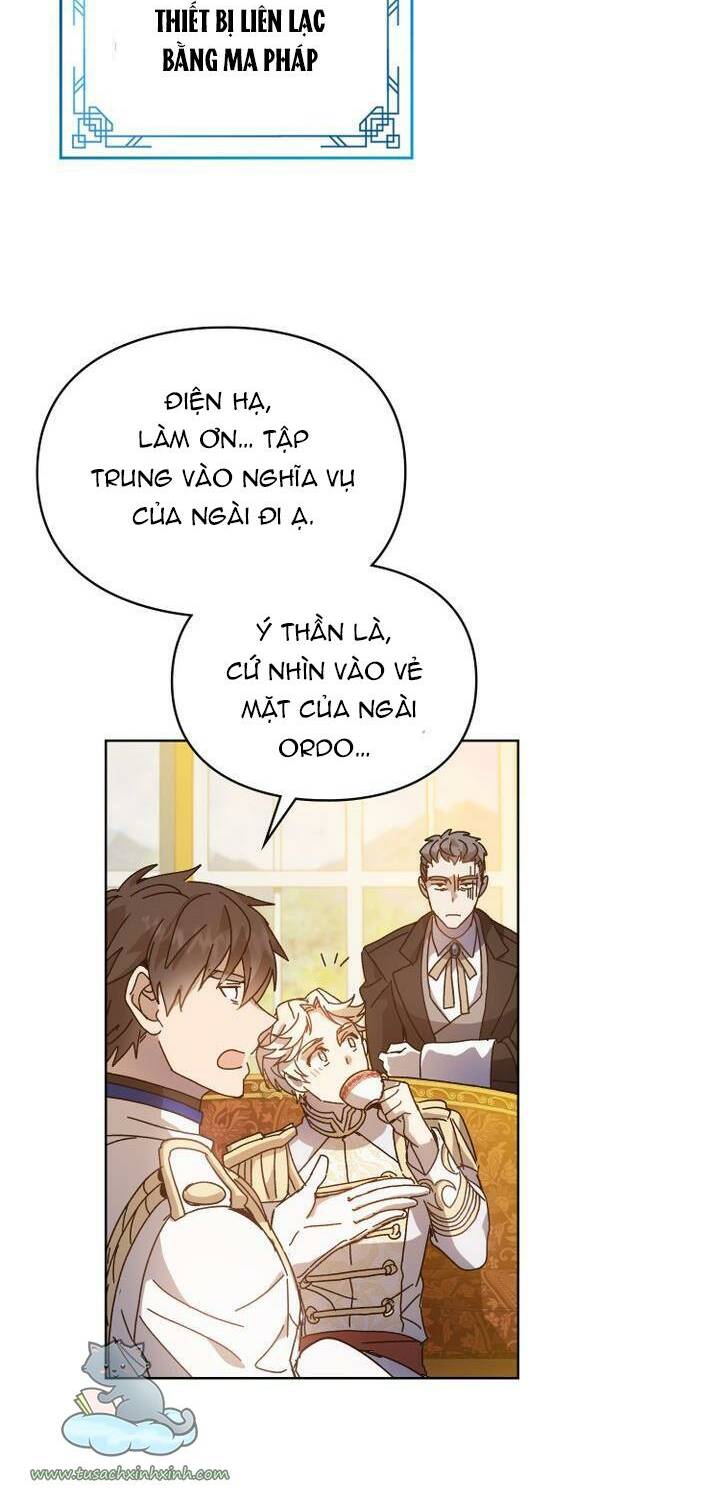 THIẾT BỊ LIÊN LẠC
BẰNG MA PHÁP
ĐIỆN HẠ,
LÀM ƠN... TẬP
TRUNG VÀO NGHĨA VỤ
CỦA NGÀI ĐI Ạ.
Ý THẦN LÀ,
CỨ NHÌN VÀO VẺ
MẶT CỦA NGÀI
ORDO...
www.tusachxinhxinh.com